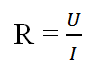 R = U/I